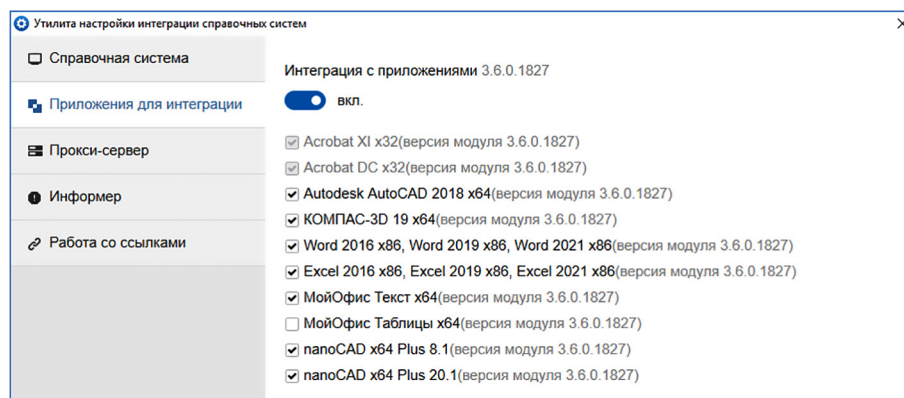 Утилита настройки интеграции справочных систем
Справочная система
Приложения для интеграции
Прокси-сервер
Информер
Работа со ссылками
Интеграция с приложениями 3.6.0.1827
вкл.
Acrobat XI x32(версия модуля 3.6.0.1827)
Acrobat DC x32(версия модуля 3.6.0.1827)
Autodesk AutoCAD 2018 x64(версия модуля 3.6.0.1827)
КОМПАС-3D 19 x64(версия модуля 3.6.0.1827)
Word 2016 x86, Word 2019 x86, Word 2021 x86(версия модуля 3.6.0.1827)
Excel 2016 x86, Excel 2019 x86, Excel 2021 x86(версия модуля 3.6.0.1827)
МойОфис Текст x64(версия модуля 3.6.0.1827)
МойОфис Таблицы x64(версия модуля 3.6.0.1827)
nanoCAD x64 Plus 8.1(версия модуля 3.6.0.1827)
nanoCAD x64 Plus 20.1(версия модуля 3.6.0.1827)